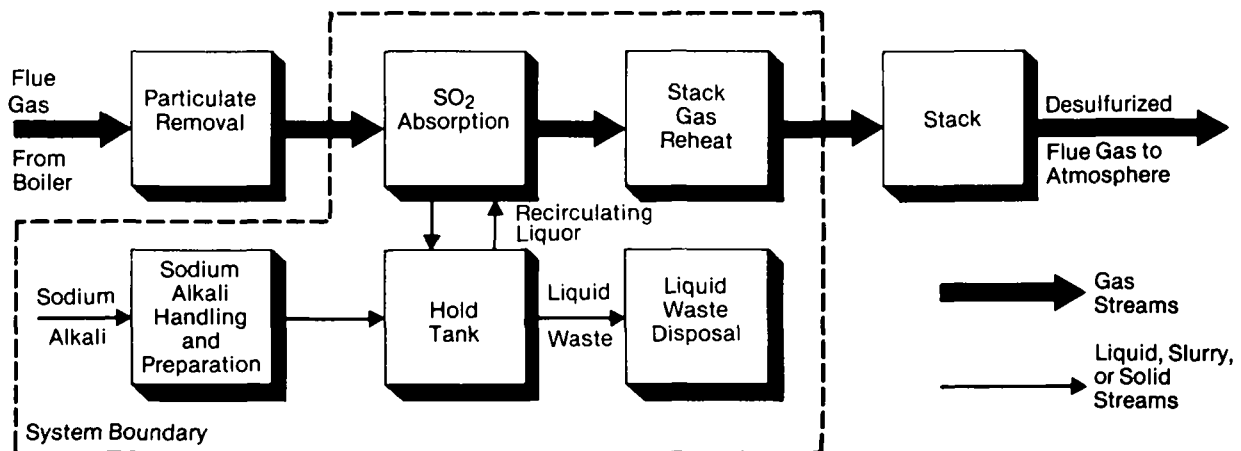 Flue
Gas
From
Boiler
Particulate
Removal
SO₂
Absorption
Stack
Gas
Reheat
Stack
Desulfurized
Flue Gas to
Atmosphere
Recirculating
Liquor
Sodium
Alkali
Sodium
Alkali
Handling
and
Preparation
Hold
Tank
Liquid
Waste
Liquid
Waste
Disposal
Gas
Streams
Liquid, Slurry,
or Solid
Streams
System Boundary